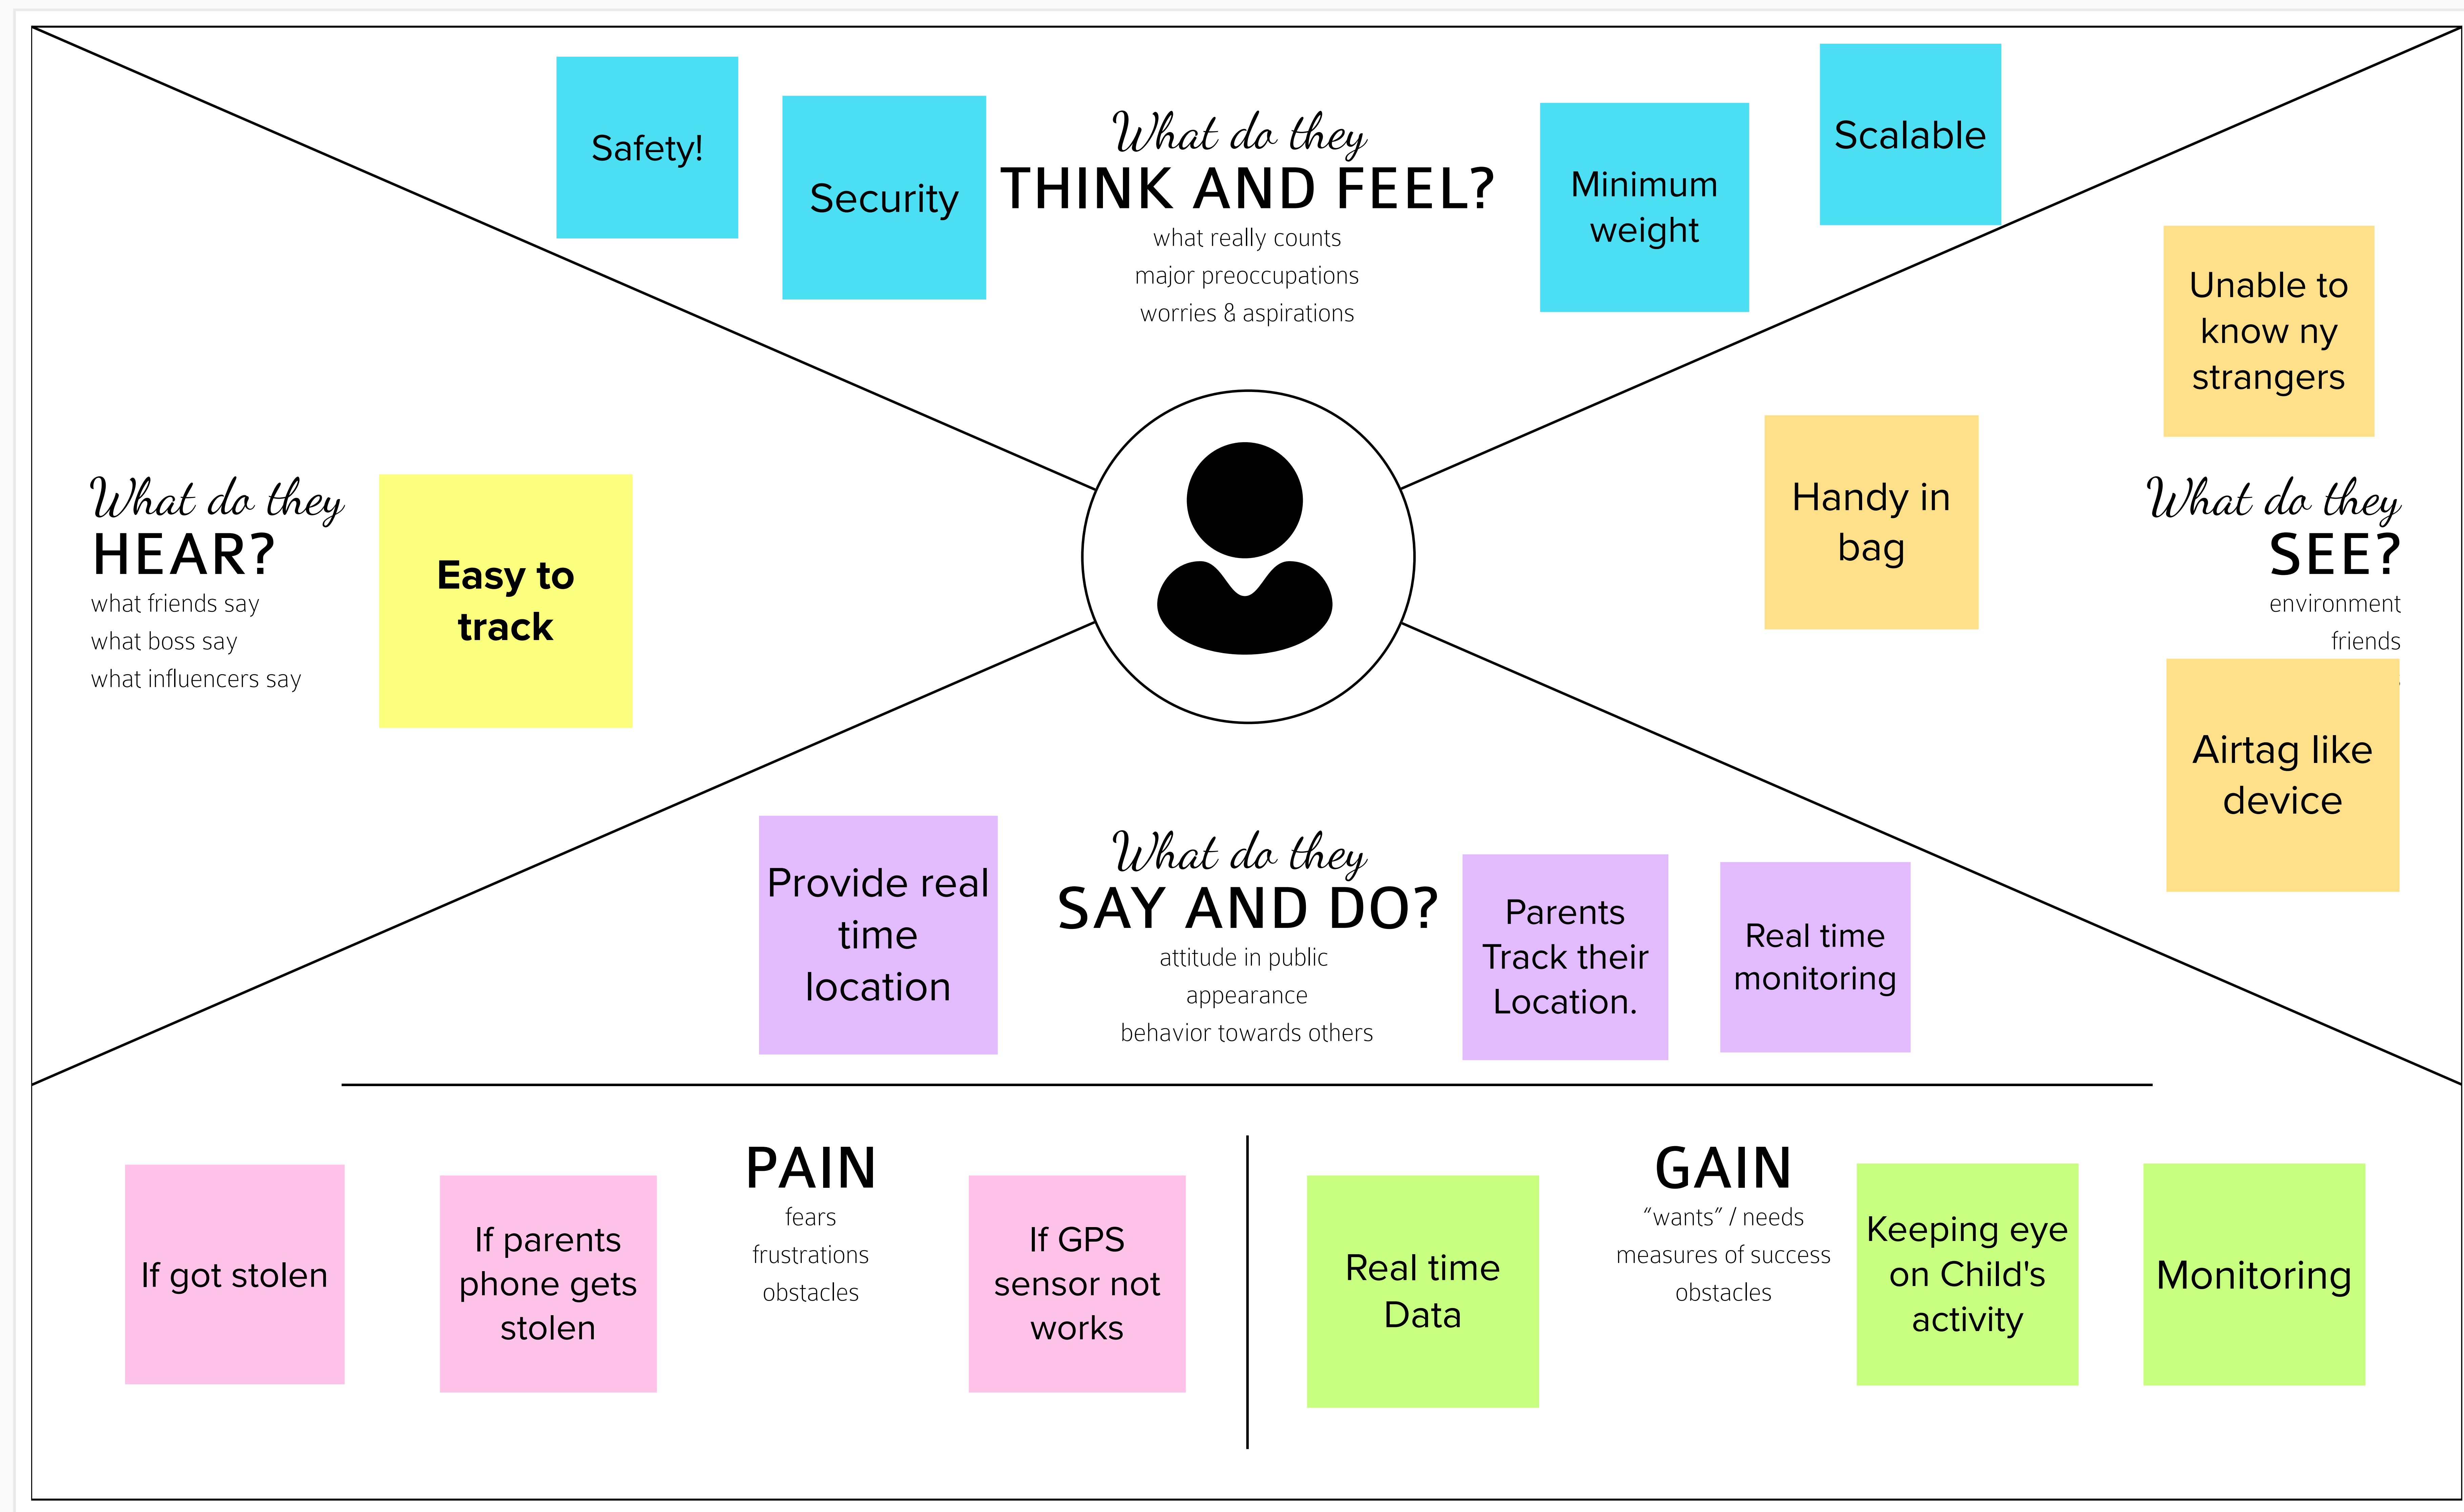 Safety!
Security
What do they
THINK AND FEEL?
what really counts
major preoccupations
worries & aspirations
Minimum
weight
Scalable
What do they
HEAR?
what friends say
what boss say
what influencers say
Easy to
track
Unable to
know ny
strangers
Handy in
bag
What do they
SEE?
environment
friends
Airtag like
device
Provide real
time
location
What do they
SAY AND DO?
attitude in public
appearance
behavior towards others
Parents
Track their
Location.
Real time
monitoring
If got stolen
If parents
phone gets
stolen
PAIN
fears
frustrations
obstacles
If GPS
sensor not
works
Real time
Data
GAIN
“wants” / needs
measures of success
obstacles
Keeping eye
on Child's
activity
Monitoring